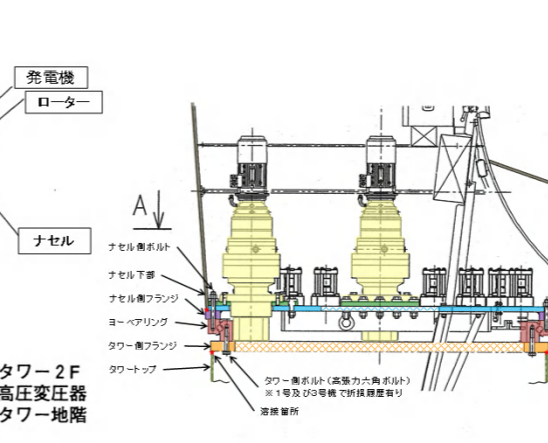 発電機
ローター
ナセル
タワー2F
高圧変圧器
タワー地階
A
ナセル側ボルト
ナセル下部
ナセル側フランジ
ヨーベアリング
タワー側フランジ
タワートップ
タワー側ボルト(高張力六角ボルト)
※1号及び3号機で折損履歴有り
溶接箇所